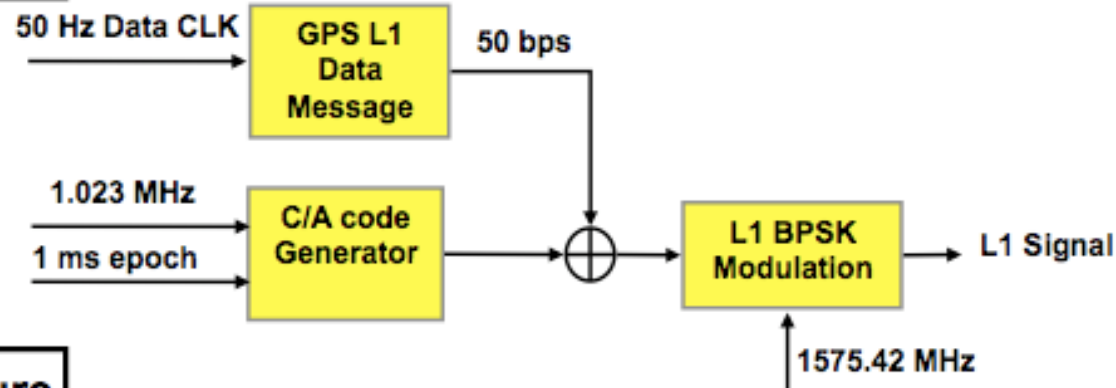 50 Hz Data CLK
GPS L1
Data
Message
50 bps
1.023 MHz
1 ms epoch
C/A code
Generator
L1 BPSK
Modulation
L1 Signal
1575.42 MHz